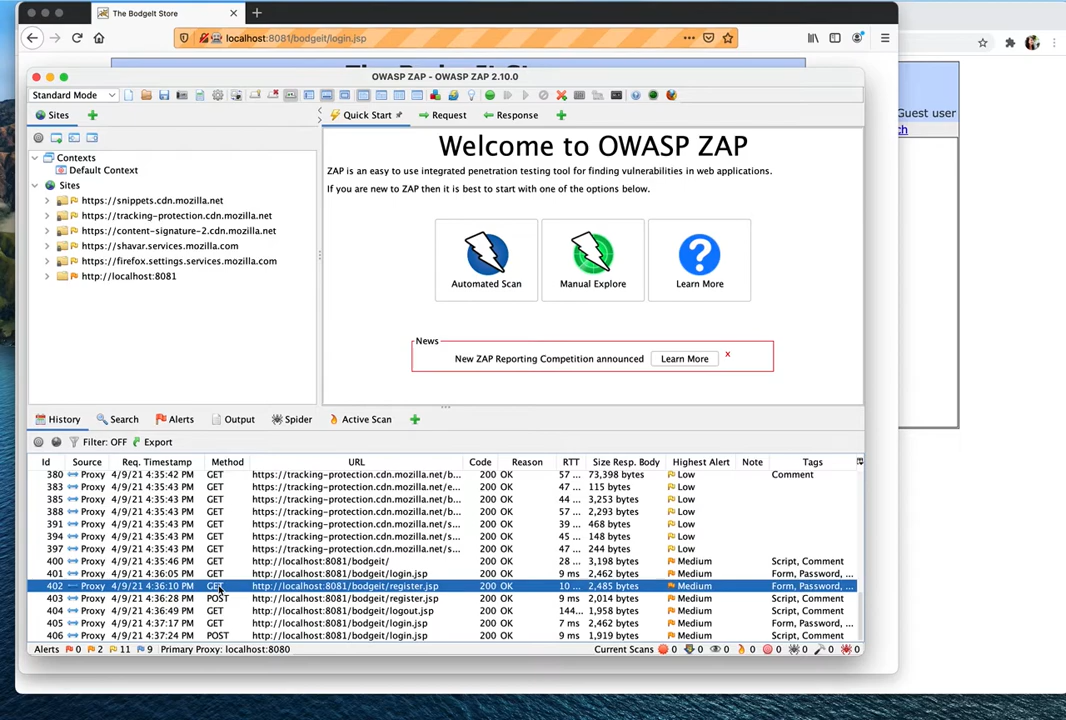 The BodgeIt Store
localhost:8081/bodgeit/login.jsp
OWASP ZAP - OWASP ZAP 2.10.0
Guest user
ch
Standard Mode
Sites
Quick Start
Request
Response
Contexts
Default Context
Sites
https://snippets.cdn.mozilla.net
https://tracking-protection.cdn.mozilla.net
https://content-signature-2.cdn.mozilla.net
https://shavar.services.mozilla.com
https://firefox.settings.services.mozilla.com
http://localhost:8081
Welcome to OWASP ZAP
ZAP is an easy to use integrated penetration testing tool for finding vulnerabilities in web applications.
If you are new to ZAP then it is best to start with one of the options below.
Automated Scan Manual Explore Learn More
News
New ZAP Reporting Competition announced Learn More x
History Search Alerts Output Spider Active Scan
Filter: OFF Export
Id Source Req. Timestamp Method URL Code Reason RTT Size Resp. Body Highest Alert Note Tags
380 Proxy 4/9/21 4:35:42 PM GET https://tracking-protection.cdn.mozilla.net/b... 200 OK 57 ... 73,398 bytes Low Comment
383 Proxy 4/9/21 4:35:43 PM GET https://tracking-protection.cdn.mozilla.net/b... 200 OK 47 ... 115 bytes Low
385 Proxy 4/9/21 4:35:43 PM GET https://tracking-protection.cdn.mozilla.net/b... 200 OK 44 ... 3,253 bytes Low
388 Proxy 4/9/21 4:35:43 PM GET https://tracking-protection.cdn.mozilla.net/b... 200 OK 57 ... 2,293 bytes Low
391 Proxy 4/9/21 4:35:43 PM GET https://tracking-protection.cdn.mozilla.net/s... 200 OK 39 ... 468 bytes Low
394 Proxy 4/9/21 4:35:43 PM GET https://tracking-protection.cdn.mozilla.net/s... 200 OK 45 ... 148 bytes Low
397 Proxy 4/9/21 4:35:43 PM GET https://tracking-protection.cdn.mozilla.net/s... 200 OK 47 ... 244 bytes Low
400 Proxy 4/9/21 4:35:46 PM GET http://localhost:8081/bodgeit/ 200 OK 28 ... 3,198 bytes Medium Script, Comment
401 Proxy 4/9/21 4:36:05 PM GET http://localhost:8081/bodgeit/login.jsp 200 OK 9 ms 2,462 bytes Medium Form, Password, ...
402 Proxy 4/9/21 4:36:10 PM GET http://localhost:8081/bodgeit/register.jsp 200 OK 10 ... 2,485 bytes Medium Form, Password, ...
403 Proxy 4/9/21 4:36:28 PM POST http://localhost:8081/bodgeit/register.jsp 200 OK 9 ms 2,014 bytes Medium Script, Comment
404 Proxy 4/9/21 4:36:49 PM GET http://localhost:8081/bodgeit/logout.jsp 200 OK 144... 1,958 bytes Medium Script, Comment
405 Proxy 4/9/21 4:37:17 PM GET http://localhost:8081/bodgeit/login.jsp 200 OK 7 ms 2,462 bytes Medium Form, Password, ...
406 Proxy 4/9/21 4:37:24 PM POST http://localhost:8081/bodgeit/login.jsp 200 OK 9 ms 1,919 bytes Medium Script, Comment
Alerts 0 2 11 9 Primary Proxy: localhost:8080 Current Scans 0 0 0 0 0 0 0 0